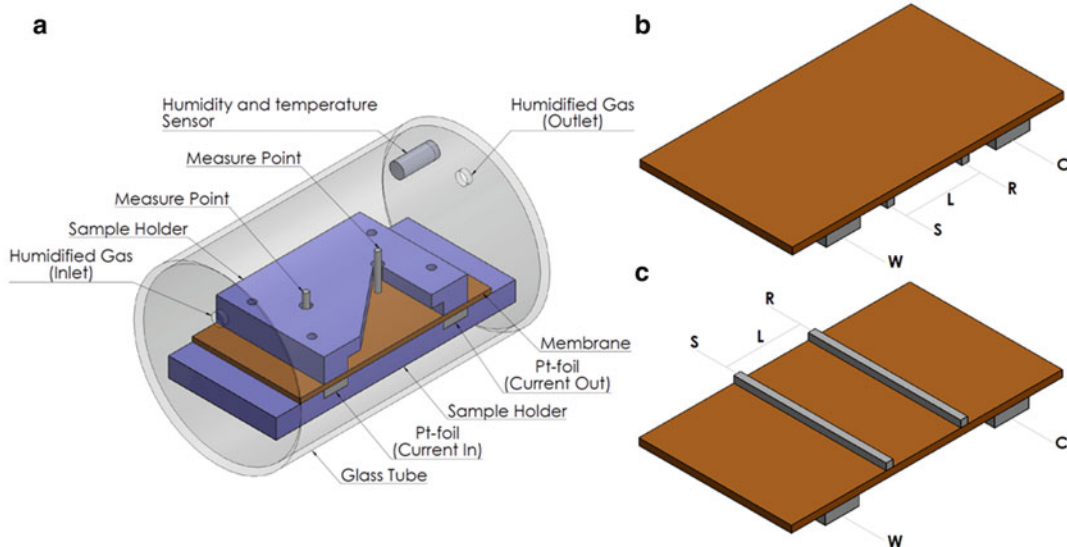 a
Humidity and temperature
Sensor
Measure Point
Measure Point
Sample Holder
Humidified Gas
(Inlet)
Humidified Gas
(Outlet)
Membrane
Pt-foil
(Current Out)
Sample Holder
Pt-foil
(Current In)
Glass Tube
b
C
R
L
S
W
c
R
S
L
C
W